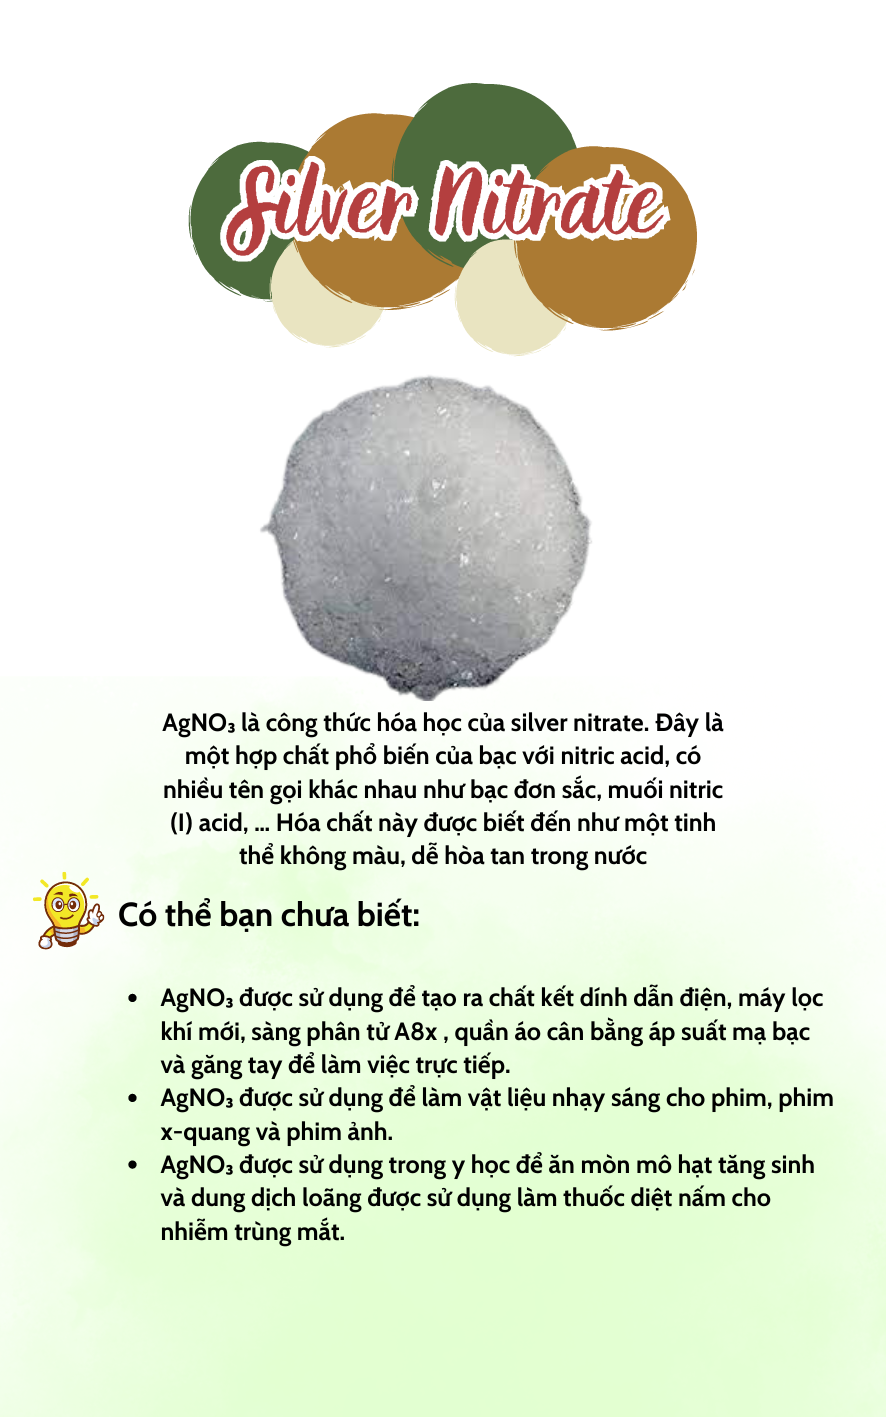 Silver Nitrate
AgNO₃ là công thức hóa học của silver nitrate. Đây là
một hợp chất phổ biến của bạc với nitric acid, có
nhiều tên gọi khác nhau như bạc đơn sắc, muối nitric
(I) acid, ... Hóa chất này được biết đến như một tinh
thể không màu, dễ hòa tan trong nước
Có thể bạn chưa biết:
• AgNO₃ được sử dụng để tạo ra chất kết dính dẫn điện, máy lọc
khí mới, sàng phân tử A8x , quần áo cân bằng áp suất mạ bạc
và găng tay để làm việc trực tiếp.
• AgNO₃ được sử dụng để làm vật liệu nhạy sáng cho phim, phim
x-quang và phim ảnh.
• AgNO₃ được sử dụng trong y học để ăn mòn mô hạt tăng sinh
và dung dịch loãng được sử dụng làm thuốc diệt nấm cho
nhiễm trùng mắt.